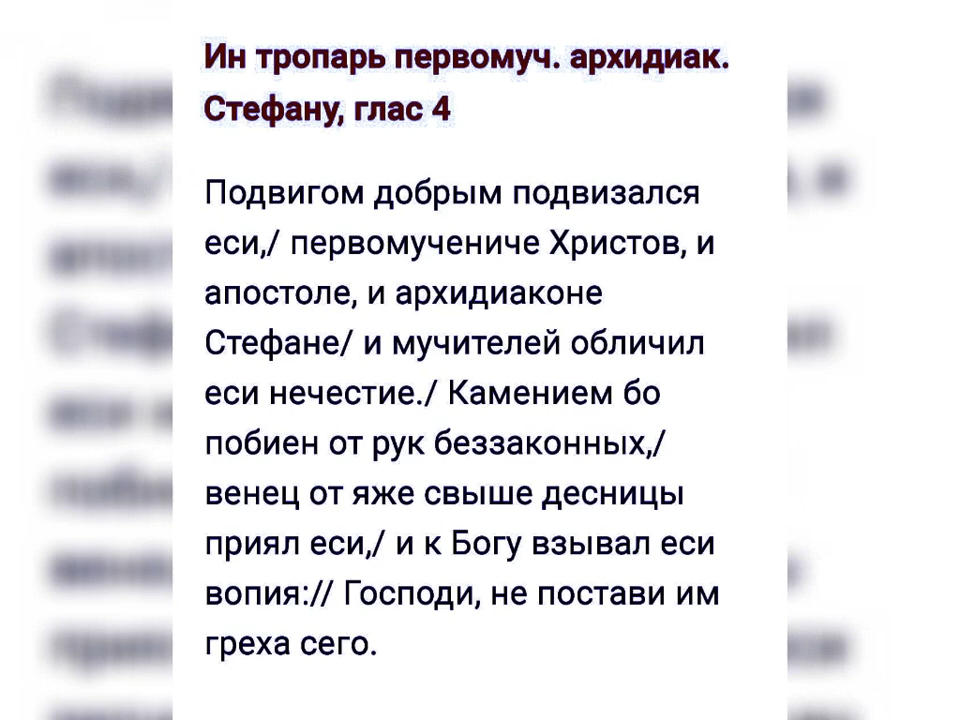 Ин тропарь первомуч. архидиак.
Стефану, глас 4
Подвигом добрым подвизался
еси,/ первомучениче Христов, и
апостоле, и архидиаконе
Стефане/ и мучителей обличил
еси нечестие./ Камением бо
побиен от рук беззаконных,/
венец от яже свыше десницы
приял еси,/ и к Богу взывал еси
вопия:// Господи, не постави им
греха сего.